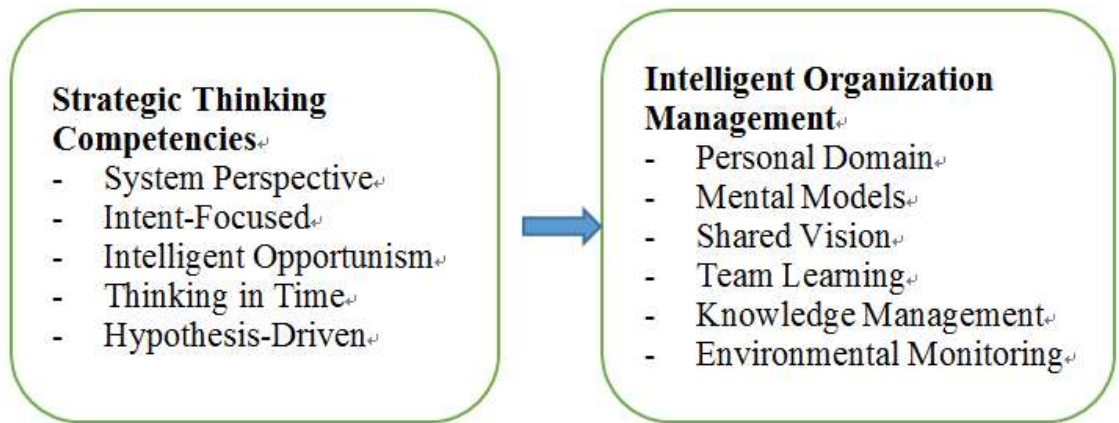 Strategic Thinking
Competencies↵
- System Perspective↵
- Intent-Focused↵
- Intelligent Opportunism↵
- Thinking in Time↵
- Hypothesis-Driven↵
Intelligent Organization
Management↵
- Personal Domain↵
- Mental Models↵
- Shared Vision↵
- Team Learning↵
- Knowledge Management↵
- Environmental Monitoring↵